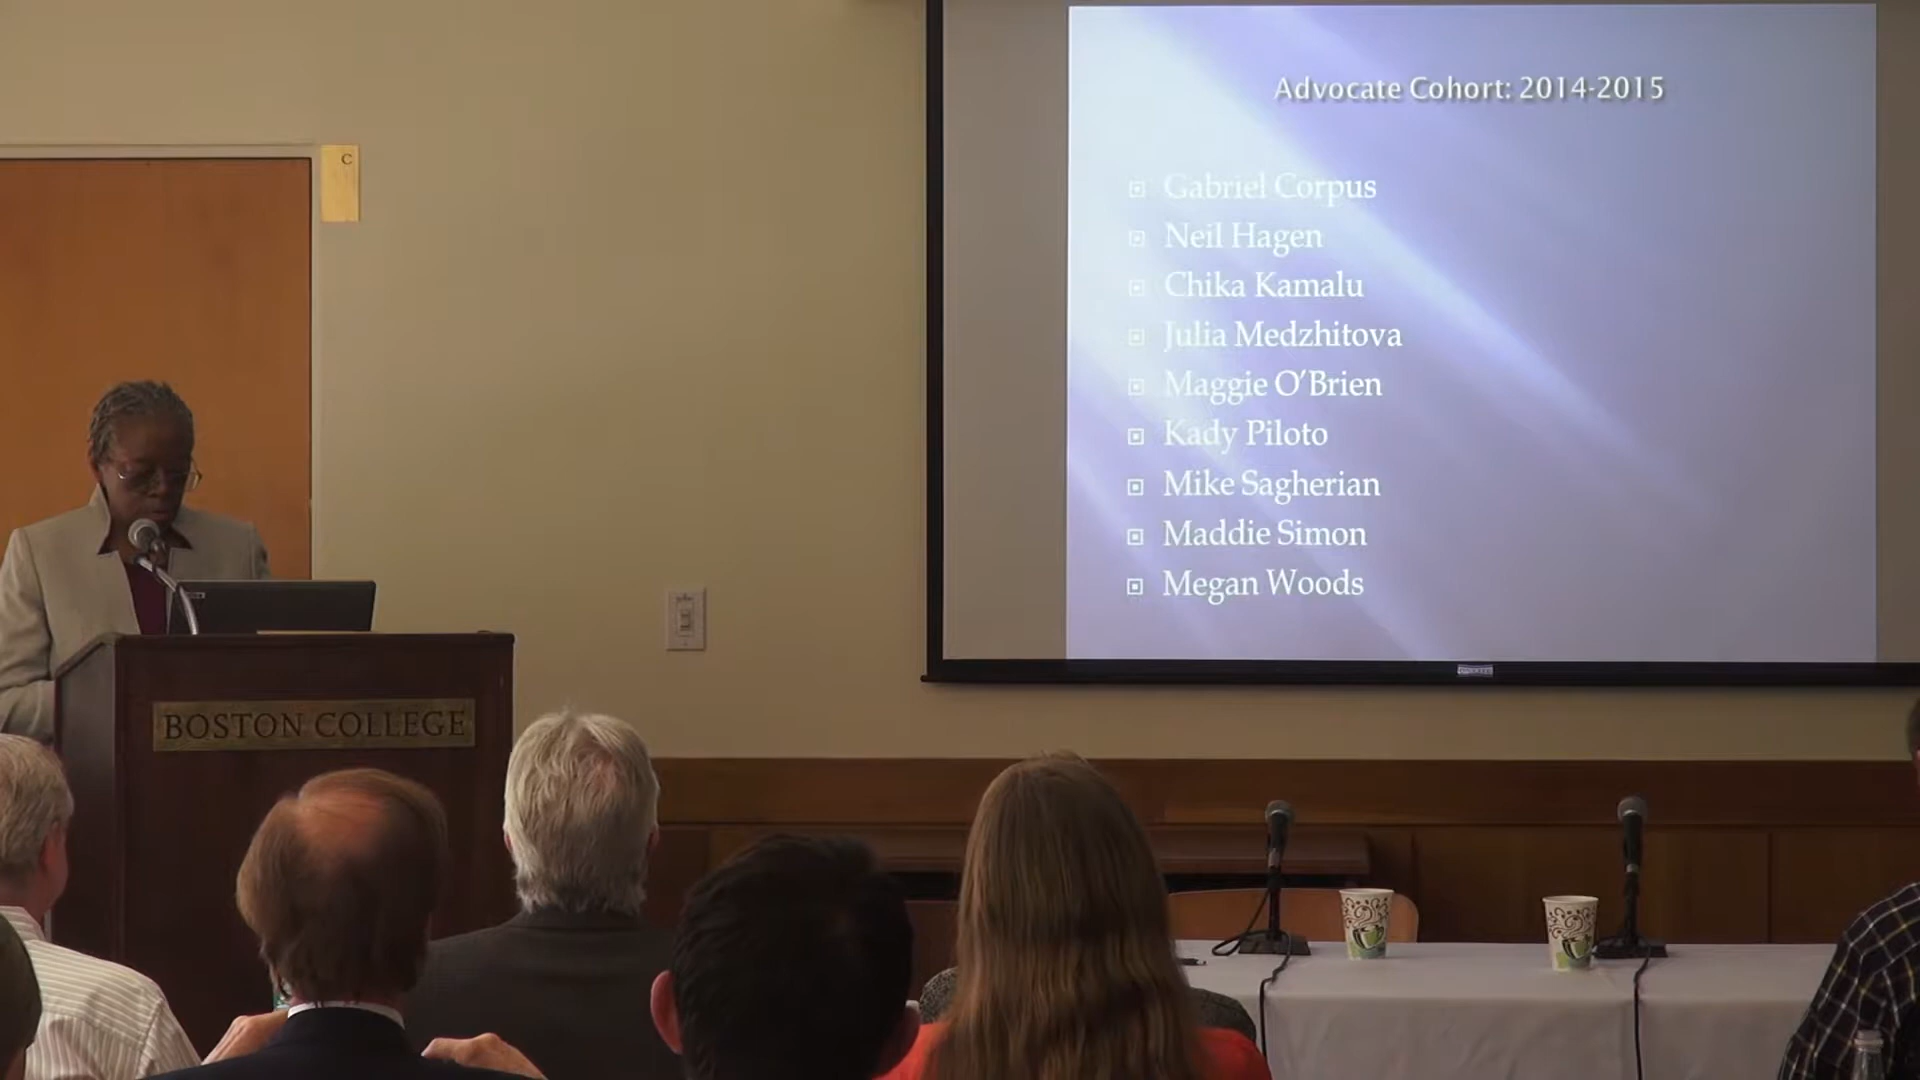 Advocate Cohort: 2014-2015
C
Gabriel Corpus
Neil Hagen
Chika Kamalu
Julia Medzhitova
Maggie O'Brien
Kady Piloto
Mike Sagherian
Maddie Simon
Megan Woods
BOSTON COLLEGE